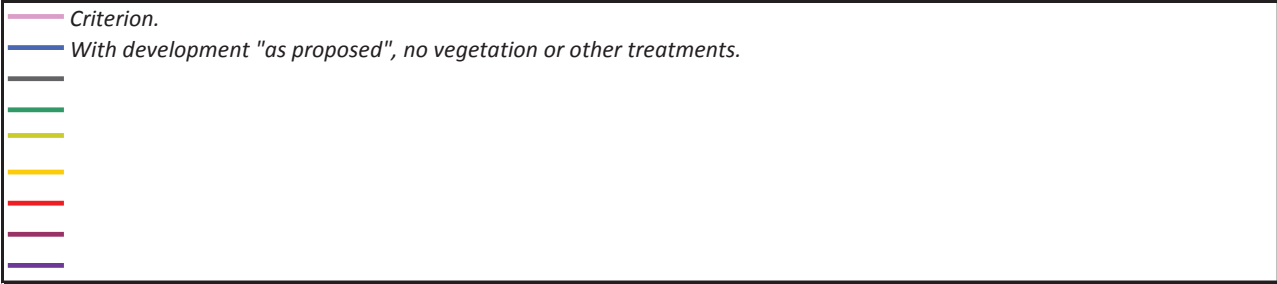 Criterion.
With development "as proposed", no vegetation or other treatments.